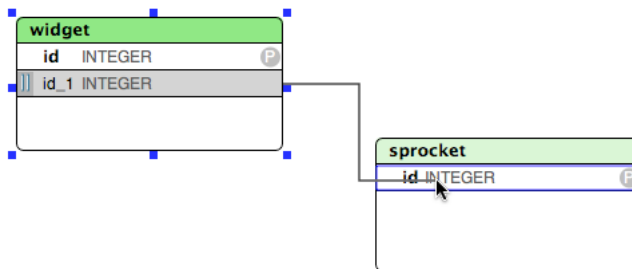 widget
id INTEGER P
id_1 INTEGER
sprocket
id INTEGER P